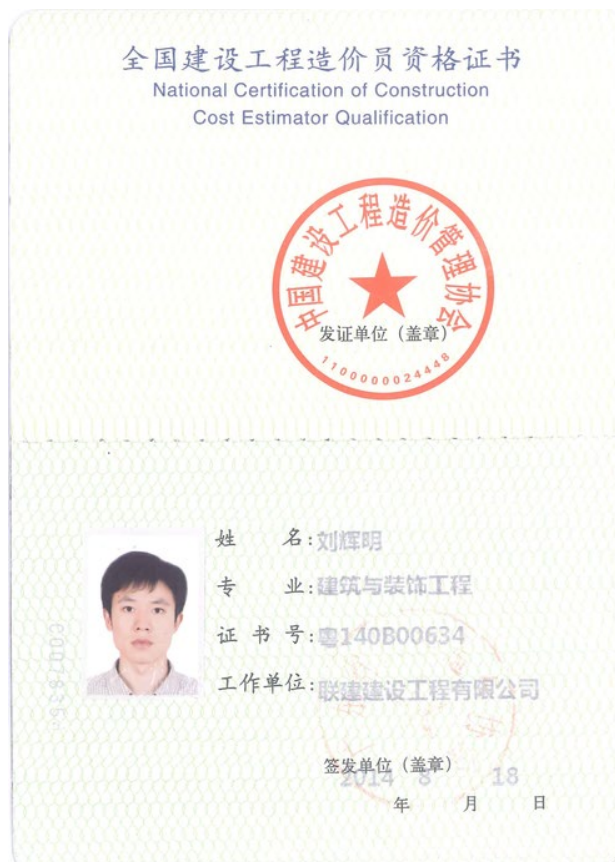 全国建设工程造价员资格证书
National Certification of Construction
Cost Estimator Qualification
中国建设工程造价管理协会
发证单位（盖章）
1100000024448
姓 名:刘辉明
专 业:建筑与装饰工程
证 书 号:粤140B00634
工作单位:联建建设工程有限公司
签发单位（盖章）
2014 8 18
年 月 日